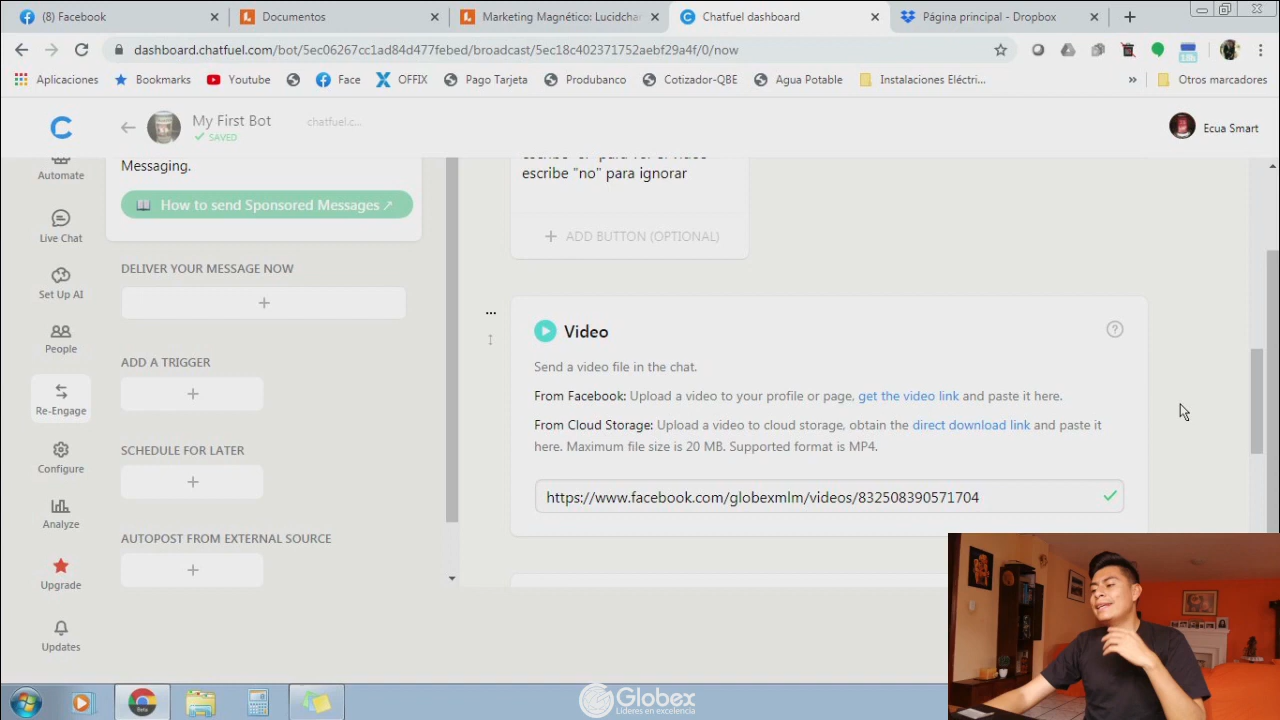 (8) Facebook
Documentos
Marketing Magnético: Lucidchar
Chatfuel dashboard
Página principal - Dropbox
dashboard.chatfuel.com/bot/5ec06267cc1ad84d477febed/broadcast/5ec18c402371752aebf29a4f/0/now
Aplicaciones
Bookmarks
Youtube
Face
OFFIX
Pago Tarjeta
Produbanco
Cotizador-QBE
Agua Potable
Instalaciones Eléctri...
»
Otros marcadores
My First Bot
SAVED
chatfuel.c...
Ecua Smart
Automate
Live Chat
Set Up AI
People
Re-Engage
Configure
Analyze
Upgrade
Updates
Messaging.
How to send Sponsored Messages ↗
DELIVER YOUR MESSAGE NOW
+
ADD A TRIGGER
+
SCHEDULE FOR LATER
+
AUTOPOST FROM EXTERNAL SOURCE
+
escribe "no" para ignorar
+ ADD BUTTON (OPTIONAL)
...
Video
?
Send a video file in the chat.
From Facebook: Upload a video to your profile or page, get the video link and paste it here.
From Cloud Storage: Upload a video to cloud storage, obtain the direct download link and paste it
here. Maximum file size is 20 MB. Supported format is MP4.
https://www.facebook.com/globexmlm/videos/832508390571704
Globex
Líderes en excelencia